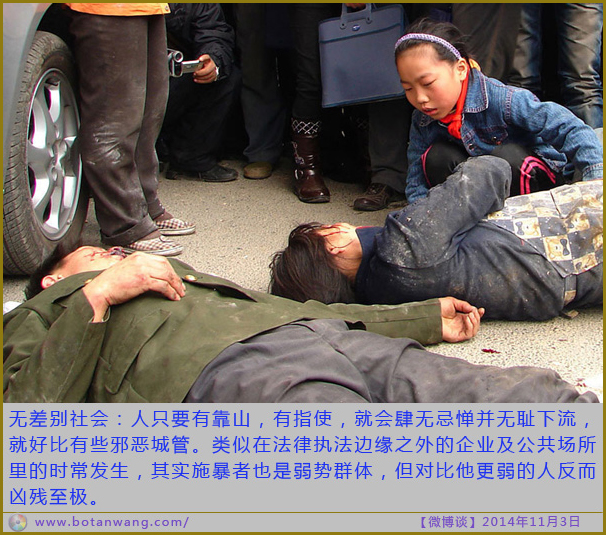 无差别社会：人只要有靠山，有指使，就会肆无忌惮并无耻下流，
就好比有些邪恶城管。类似在法律执法边缘之外的企业及公共场所
里的时常发生，其实施暴者也是弱势群体，但对比他更弱的人反而
凶残至极。
www.botanwang.com/ 【微博谈】2014年11月3日